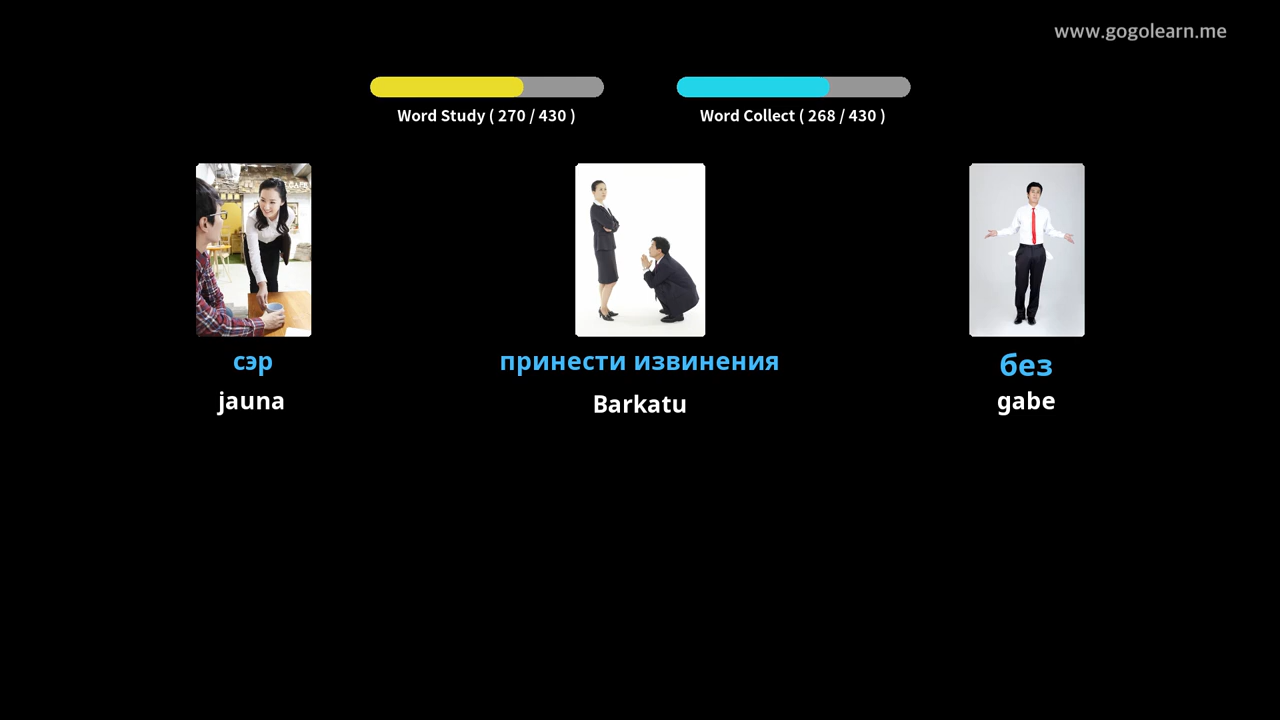 www.gogolearn.me
Word Study ( 270 / 430 )
Word Collect ( 268 / 430 )
сэр
принести извинения
без
jauna
Barkatu
gabe